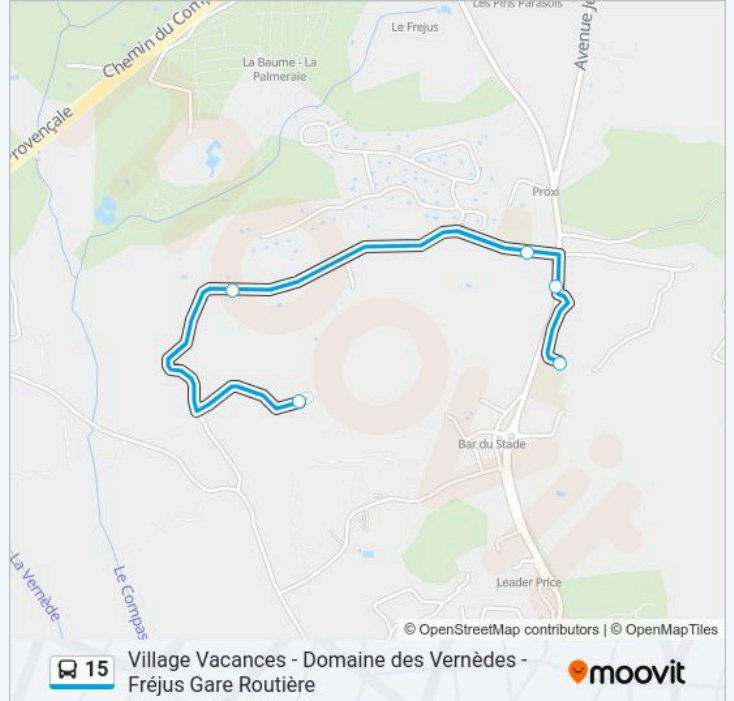 Les Pins Parasols
Le Frejus
Chemin du Comp
Avenue Je
La Baume - La
Palmeraie
Provençale
Proxi
Bar du Stade
Leader Price
La Vernède
Le Compas
© OpenStreetMap contributors | © OpenMapTiles
15
Village Vacances - Domaine des Vernèdes -
Fréjus Gare Routière
moovit